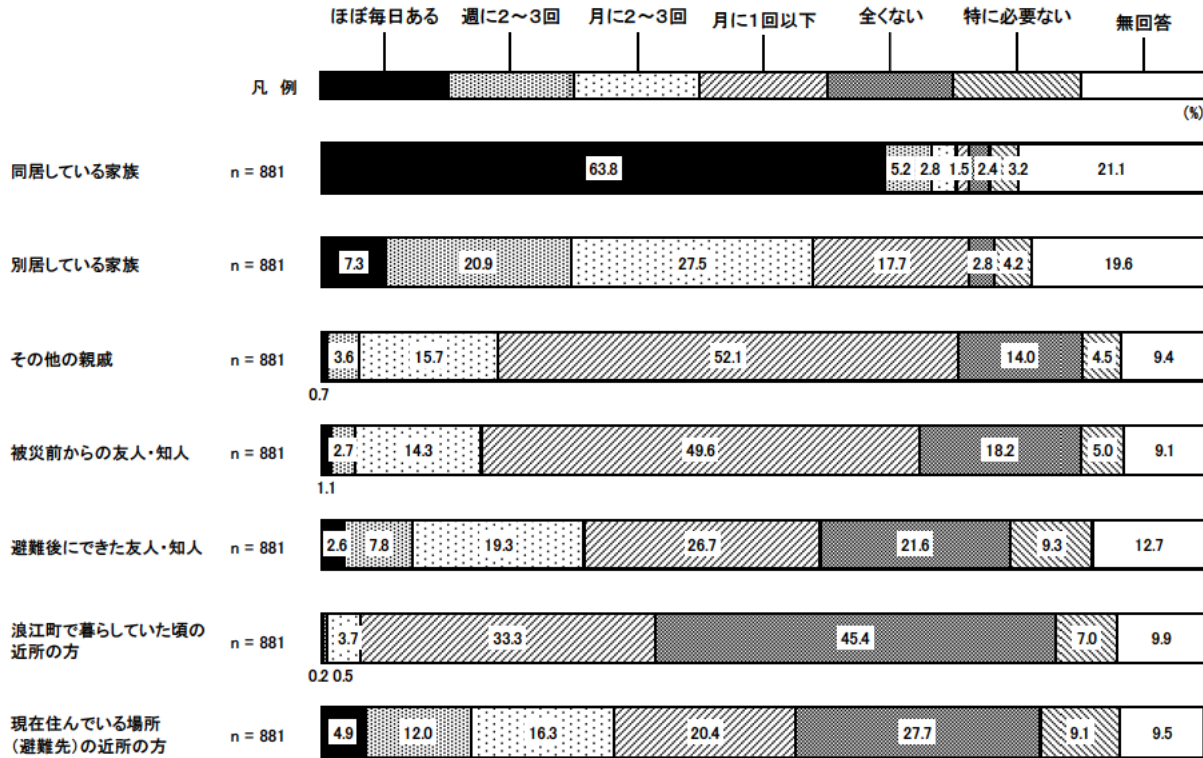 ほぼ毎日ある 週に2～3回 月に2～3回 月に1回以下 全くない 特に必要ない 無回答
凡 例
(%)
同居している家族 n = 881 63.8 5.2 2.8 1.5 2.4 3.2 21.1
別居している家族 n = 881 7.3 20.9 27.5 17.7 2.8 4.2 19.6
その他の親戚 n = 881 3.6 15.7 52.1 14.0 4.5 9.4
0.7
被災前からの友人・知人 n = 881 2.7 14.3 49.6 18.2 5.0 9.1
1.1
避難後にできた友人・知人 n = 881 2.6 7.8 19.3 26.7 21.6 9.3 12.7
浪江町で暮らしていた頃の
近所の方 n = 881 3.7 33.3 45.4 7.0 9.9
0.2 0.5
現在住んでいる場所
（避難先）の近所の方 n = 881 4.9 12.0 16.3 20.4 27.7 9.1 9.5